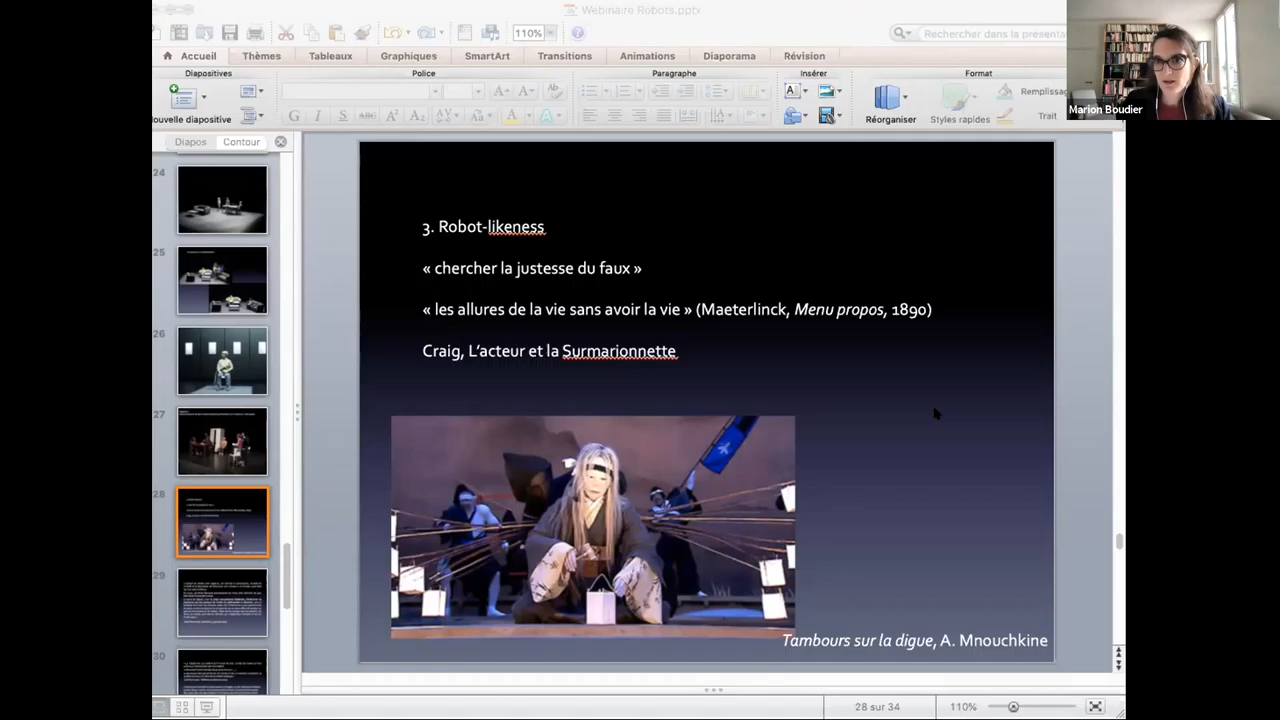 Webinaire Robots.pptx
110%
Rechercher dans la présenta
Marion Boudier
Accueil Thèmes Tableaux Graphiques SmartArt Transitions Animations Diaporama Révision
Diapositives Police Paragraphe Insérer Format
Nouvelle diapositive
G I S
Réorganiser Styles rapides
Remplissag
Trait
Diapos Contour
24
25
26
27
28
29
30
3. Robot-likeness
« chercher la justesse du faux »
« les allures de la vie sans avoir la vie » (Maeterlinck, Menu propos, 1890)
Craig, L’acteur et la Surmarionnette
Tambours sur la digue, A. Mnouchkine
28 sur 34 110%